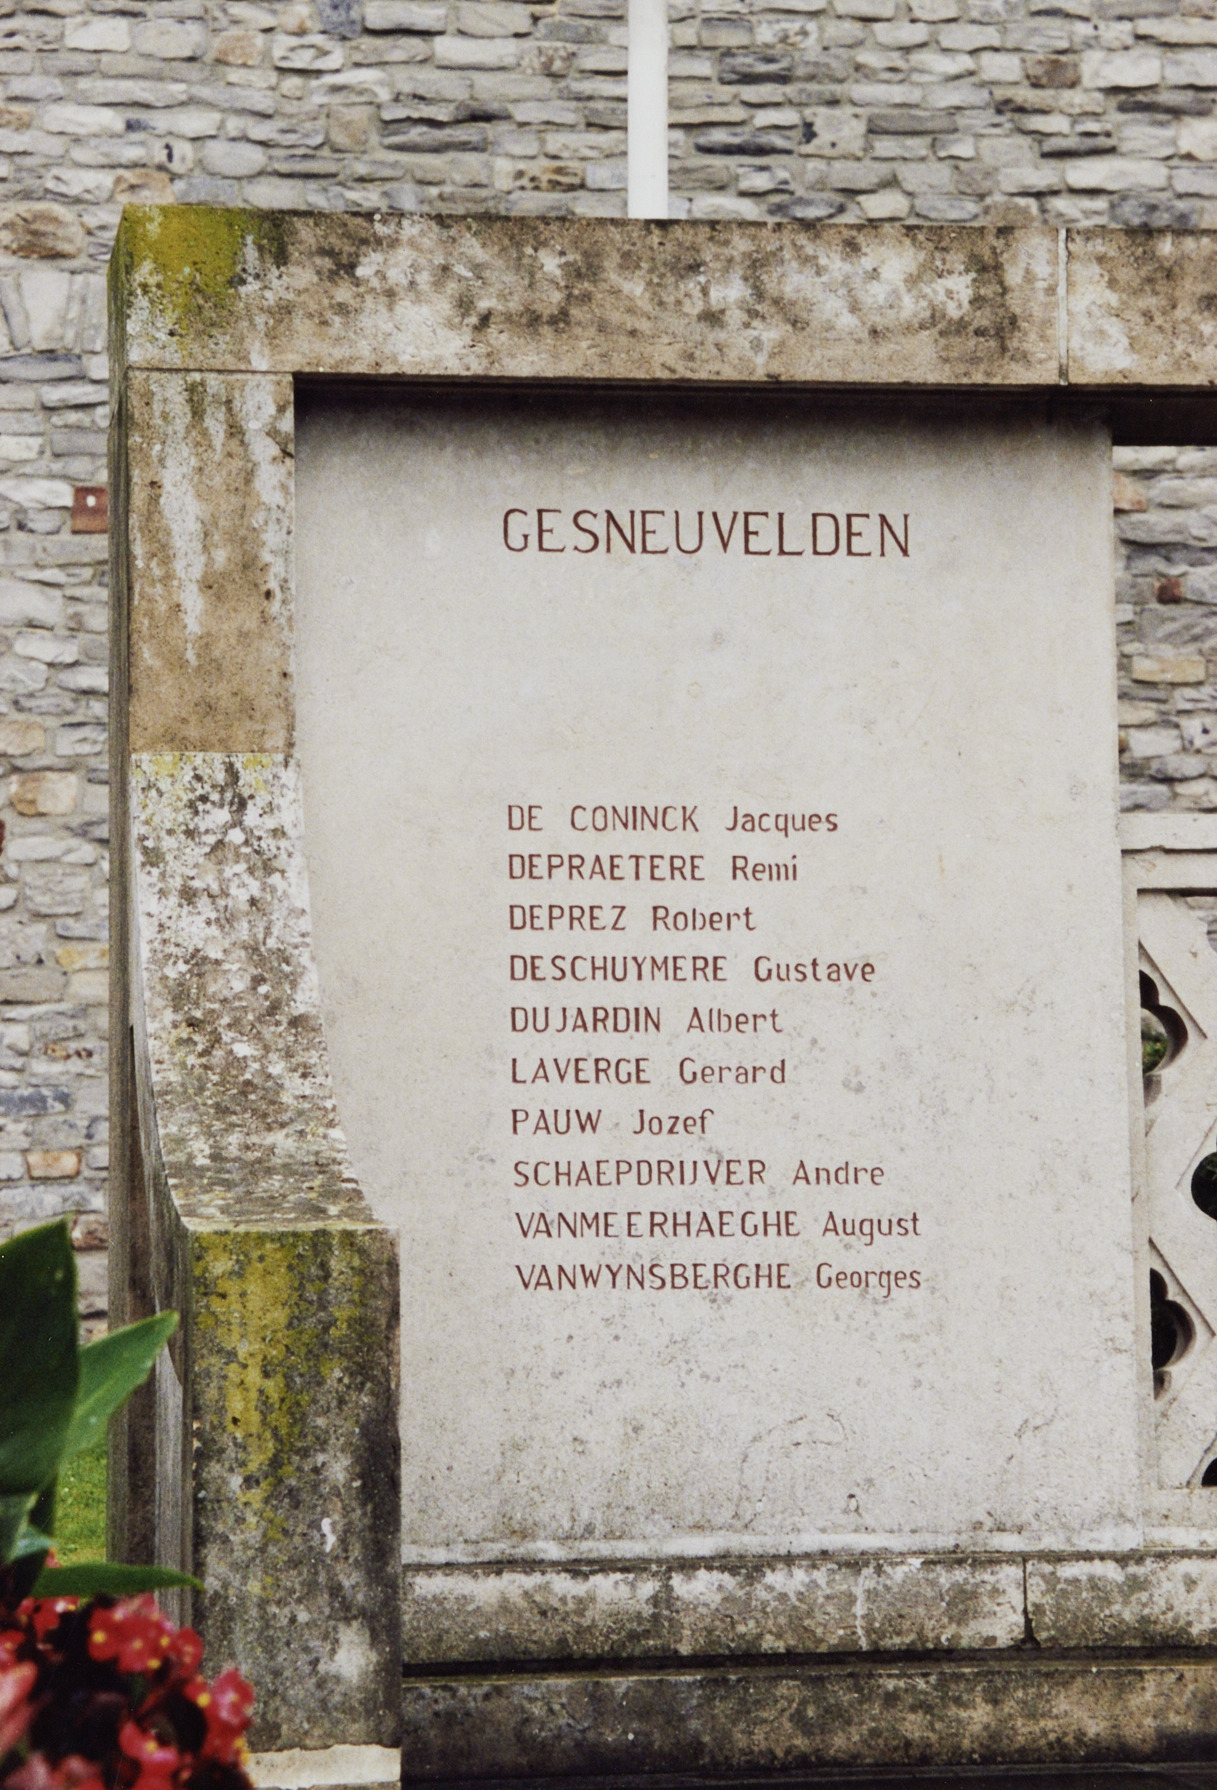 GESNEUVELDEN
DE CONINCK Jacques
DEPRAETERE Remi
DEPREZ Robert
DESCHUYMERE Gustave
DUJARDIN Albert
LAVERGE Gerard
PAUW Jozef
SCHAEPDRIJVER Andre
VANMEERHAEGHE August
VANWYNSBERGHE Georges